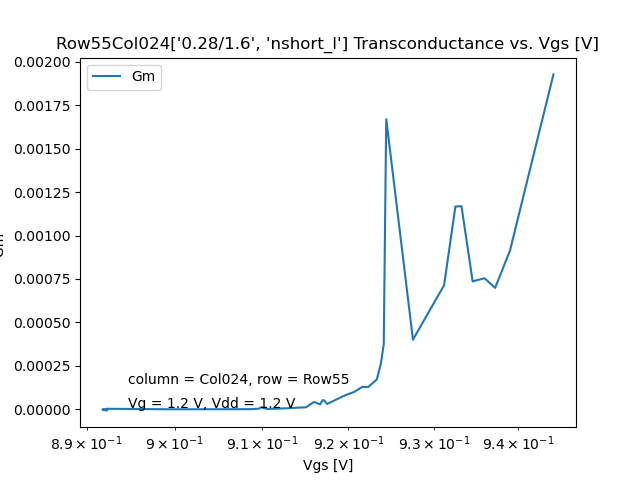 Row55Col024['0.28/1.6', 'nshort_l'] Transconductance vs. Vgs [V]
Gm
0.00200
0.00175
0.00150
0.00125
0.00100
0.00075
0.00050
0.00025
0.00000
column = Col024, row = Row55
Vg = 1.2 V, Vdd = 1.2 V
8.9 × 10⁻¹ 9 × 10⁻¹ 9.1 × 10⁻¹ 9.2 × 10⁻¹ 9.3 × 10⁻¹ 9.4 × 10⁻¹
Vgs [V]